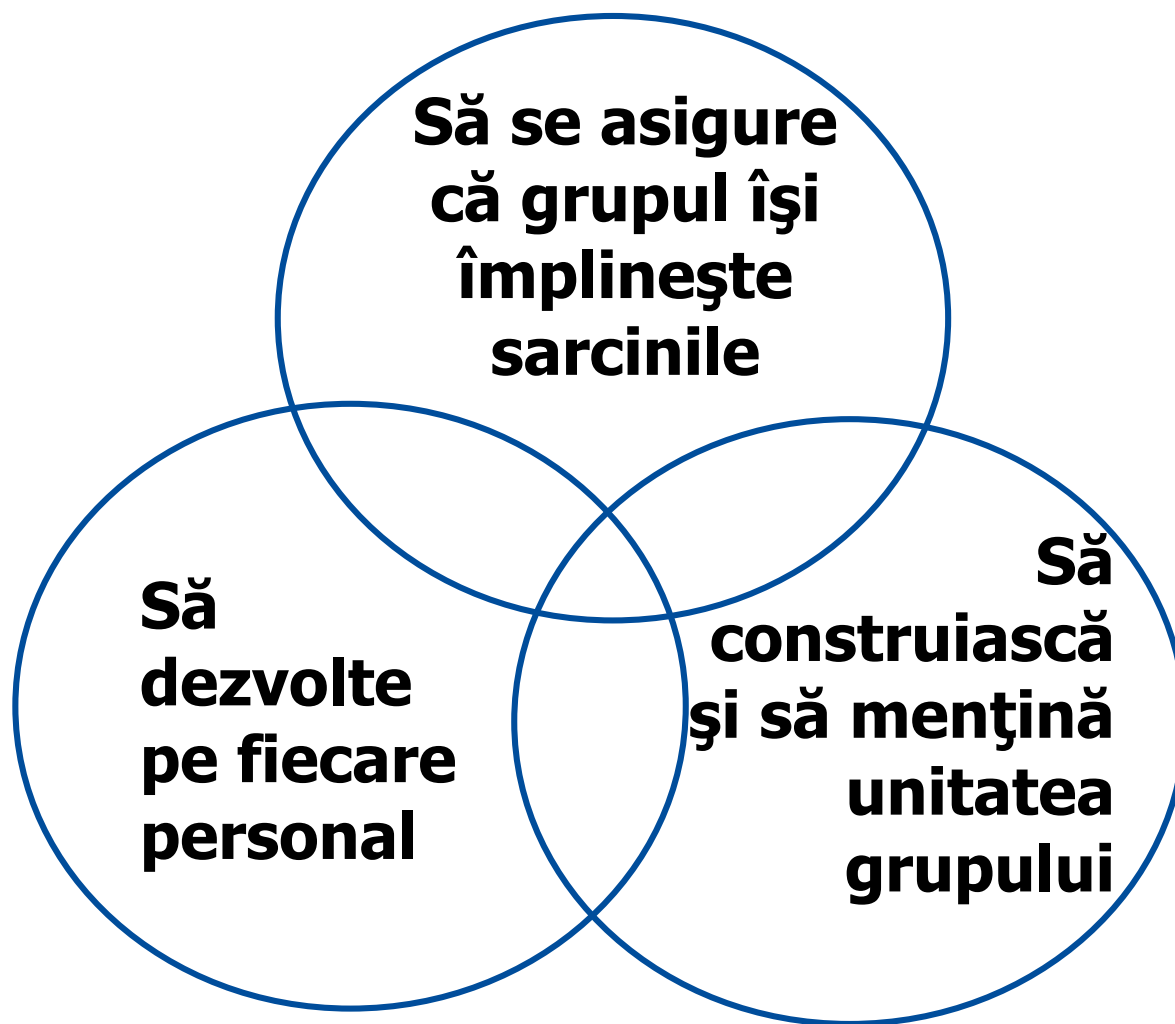 Să se asigure
că grupul îşi
împlineşte
sarcinile
Să
dezvolte
pe fiecare
personal
Să
construiască
şi să menţină
unitatea
grupului